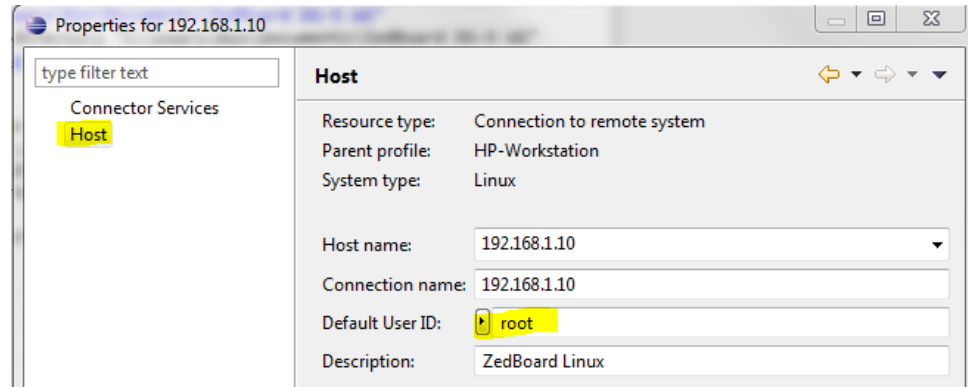 Properties for 192.168.1.10
type filter text
Connector Services
Host
Host
Resource type: Connection to remote system
Parent profile: HP-Workstation
System type: Linux
Host name: 192.168.1.10
Connection name: 192.168.1.10
Default User ID: root
Description: ZedBoard Linux